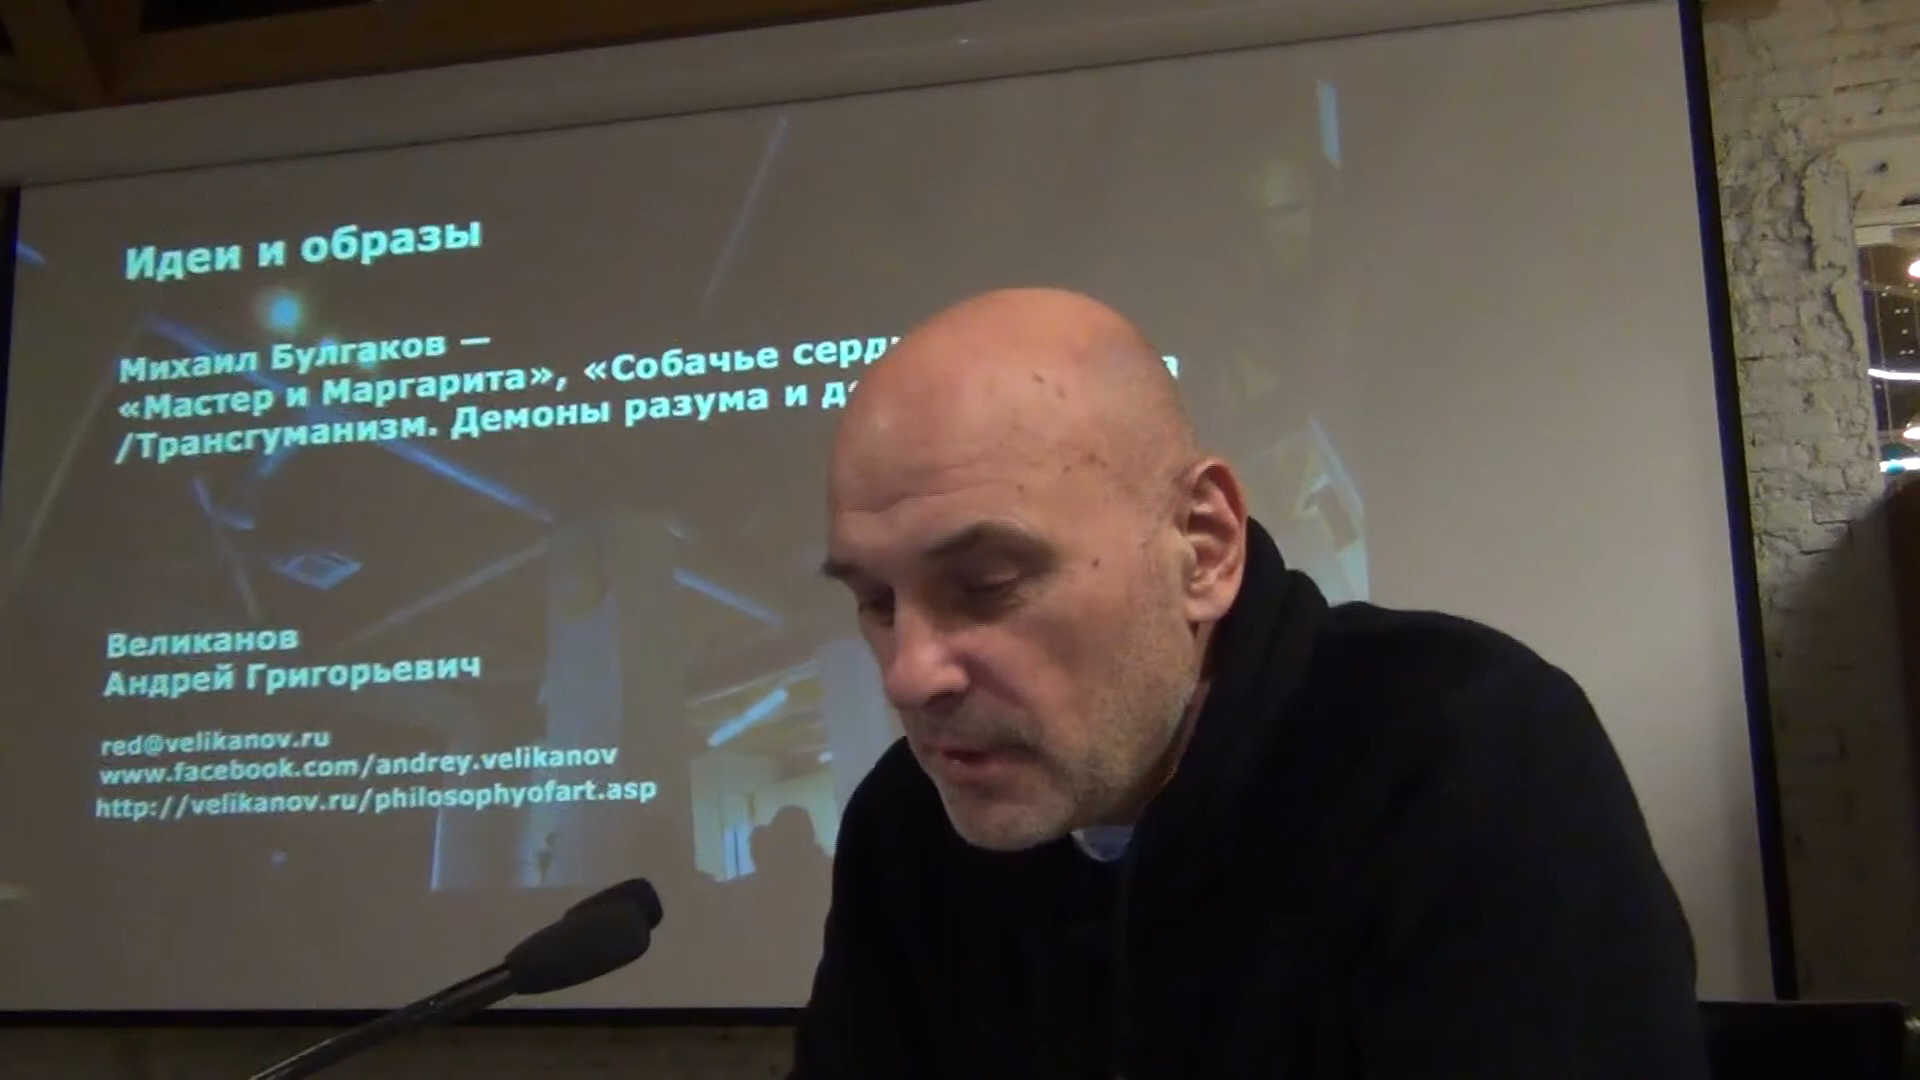 Идеи и образы
Михаил Булгаков —
«Мастер и Маргарита», «Собачье
/Трансгуманизм. Демоны разума и
Великанов
Андрей Григорьевич
red@velikanov.ru
www.facebook.com/andrey.velikanov
http://velikanov.ru/philosophyofart.asp